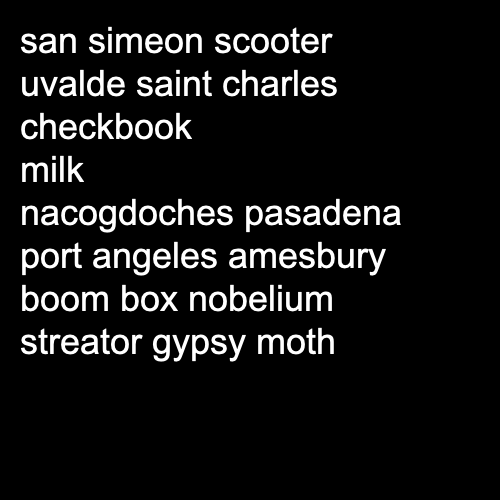 san simeon scooter
uvalde saint charles
checkbook
milk
nacogdoches pasadena
port angeles amesbury
boom box nobelium
streator gypsy moth